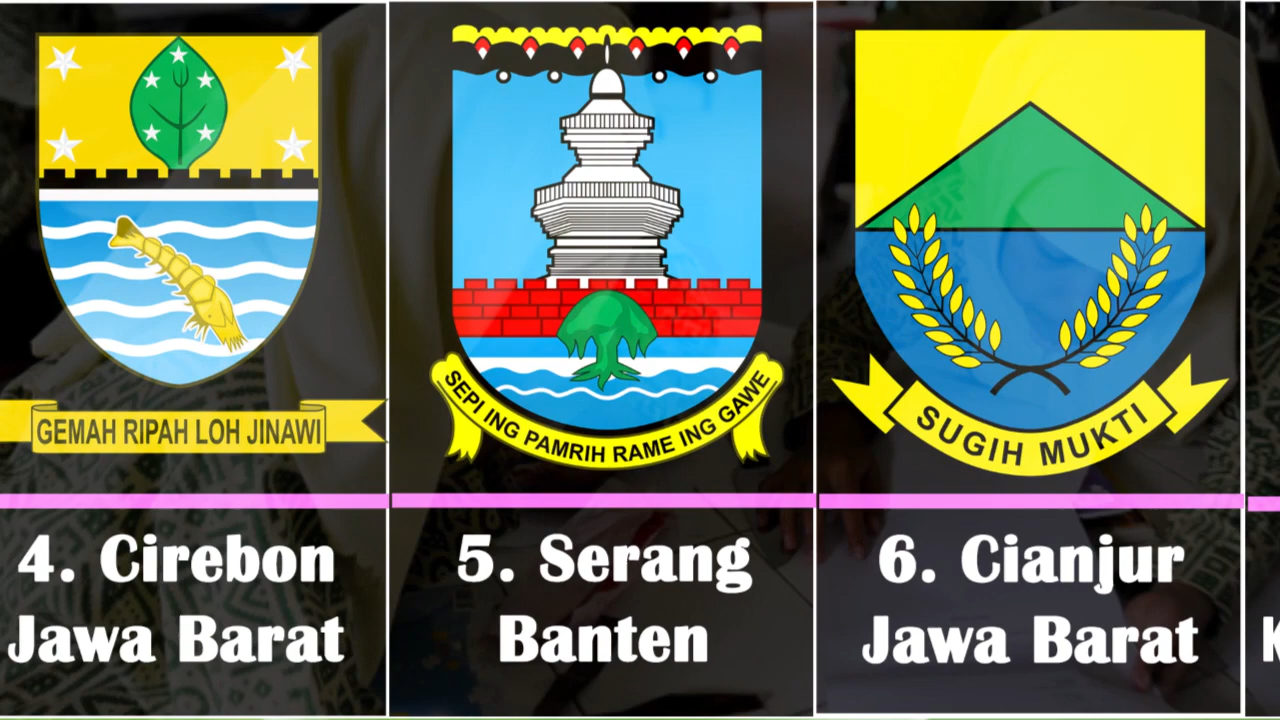 GEMAH RIPAH LOH JINAWI
4. Cirebon
Jawa Barat
SEPI ING PAMRIH RAME ING GAWE
5. Serang
Banten
SUGIH MUKTI
6. Cianjur
Jawa Barat